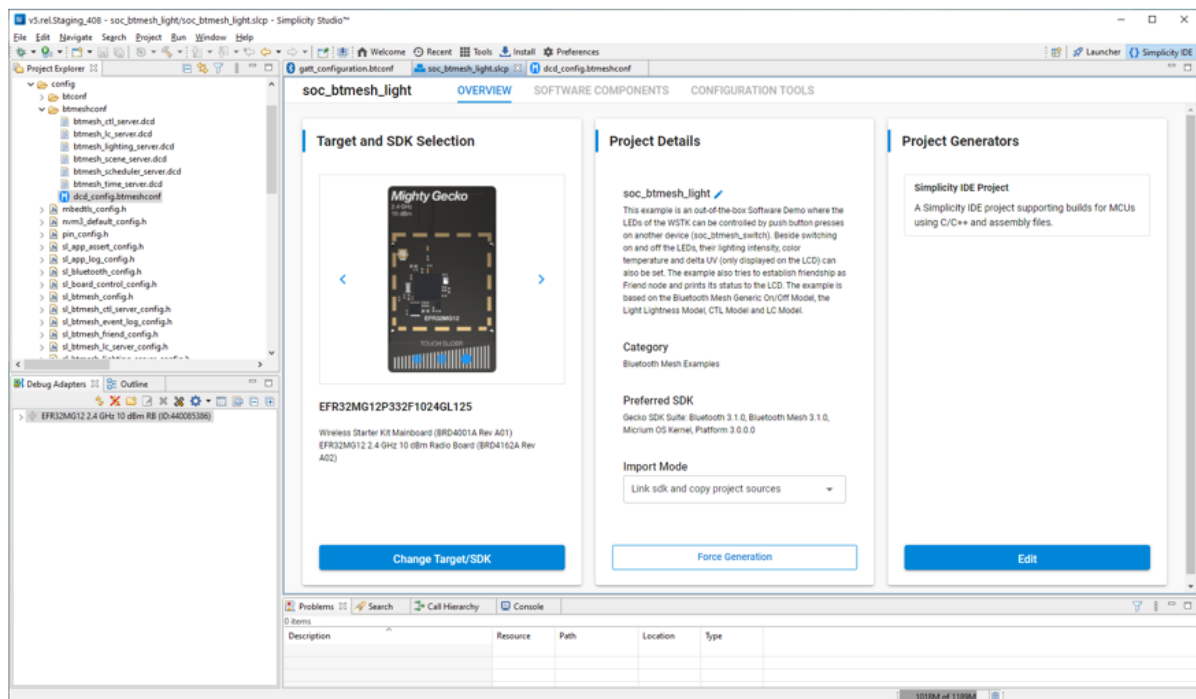 v5.rel.Staging_408 - soc_btmesh_light/soc_btmesh_light.slcp - Simplicity Studio™
File Edit Navigate Search Project Run Window Help
Welcome Recent Tools Install Preferences Launcher Simplicity IDE
Project Explorer
config
btconf
btmeshconf
btmesh_ctl_server.dcd
btmesh_lc_server.dcd
btmesh_lighting_server.dcd
btmesh_scene_server.dcd
btmesh_scheduler_server.dcd
btmesh_time_server.dcd
dcd_config.btmeshconf
mbedtls_config.h
nvm3_default_config.h
pin_config.h
sl_app_assert_config.h
sl_app_log_config.h
sl_bluetooth_config.h
sl_board_control_config.h
sl_btmesh_config.h
sl_btmesh_ctl_server_config.h
sl_btmesh_event_log_config.h
sl_btmesh_friend_config.h
sl_btmesh_lc_server_config.h
sl_btmesh_lighting_server_config.h
Debug Adapters Outline
EFR32MG12 2.4 GHz 10 dBm RB (ID:440085386)
gatt_configuration.btconf soc_btmesh_light.slcp dcd_config.btmeshconf
soc_btmesh_light OVERVIEW SOFTWARE COMPONENTS CONFIGURATION TOOLS
Target and SDK Selection
Mighty Gecko
2.4 GHz
10 dBm
EFR32MG12
TOUCH SLIDER
EFR32MG12P332F1024GL125
Wireless Starter Kit Mainboard (BRD4001A Rev A01)
EFR32MG12 2.4 GHz 10 dBm Radio Board (BRD4162A Rev
A02)
Change Target/SDK
Project Details
soc_btmesh_light
This example is an out-of-the-box Software Demo where the
LEDs of the WSTK can be controlled by push button presses
on another device (soc_btmesh_switch). Beside switching
on and off the LEDs, their lighting intensity, color
temperature and delta UV (only displayed on the LCD) can
also be set. The example also tries to establish friendship as
Friend node and prints its status to the LCD. The example is
based on the Bluetooth Mesh Generic On/Off Model, the
Light Lightness Model, CTL Model and LC Model.
Category
Bluetooth Mesh Examples
Preferred SDK
Gecko SDK Suite: Bluetooth 3.1.0, Bluetooth Mesh 3.1.0,
Micrium OS Kernel, Platform 3.0.0.0
Import Mode
Link sdk and copy project sources
Force Generation
Project Generators
Simplicity IDE Project
A Simplicity IDE project supporting builds for MCUs
using C/C++ and assembly files.
Edit
Problems Search Call Hierarchy Console
0 items
Description Resource Path Location Type
1018M of 1189M